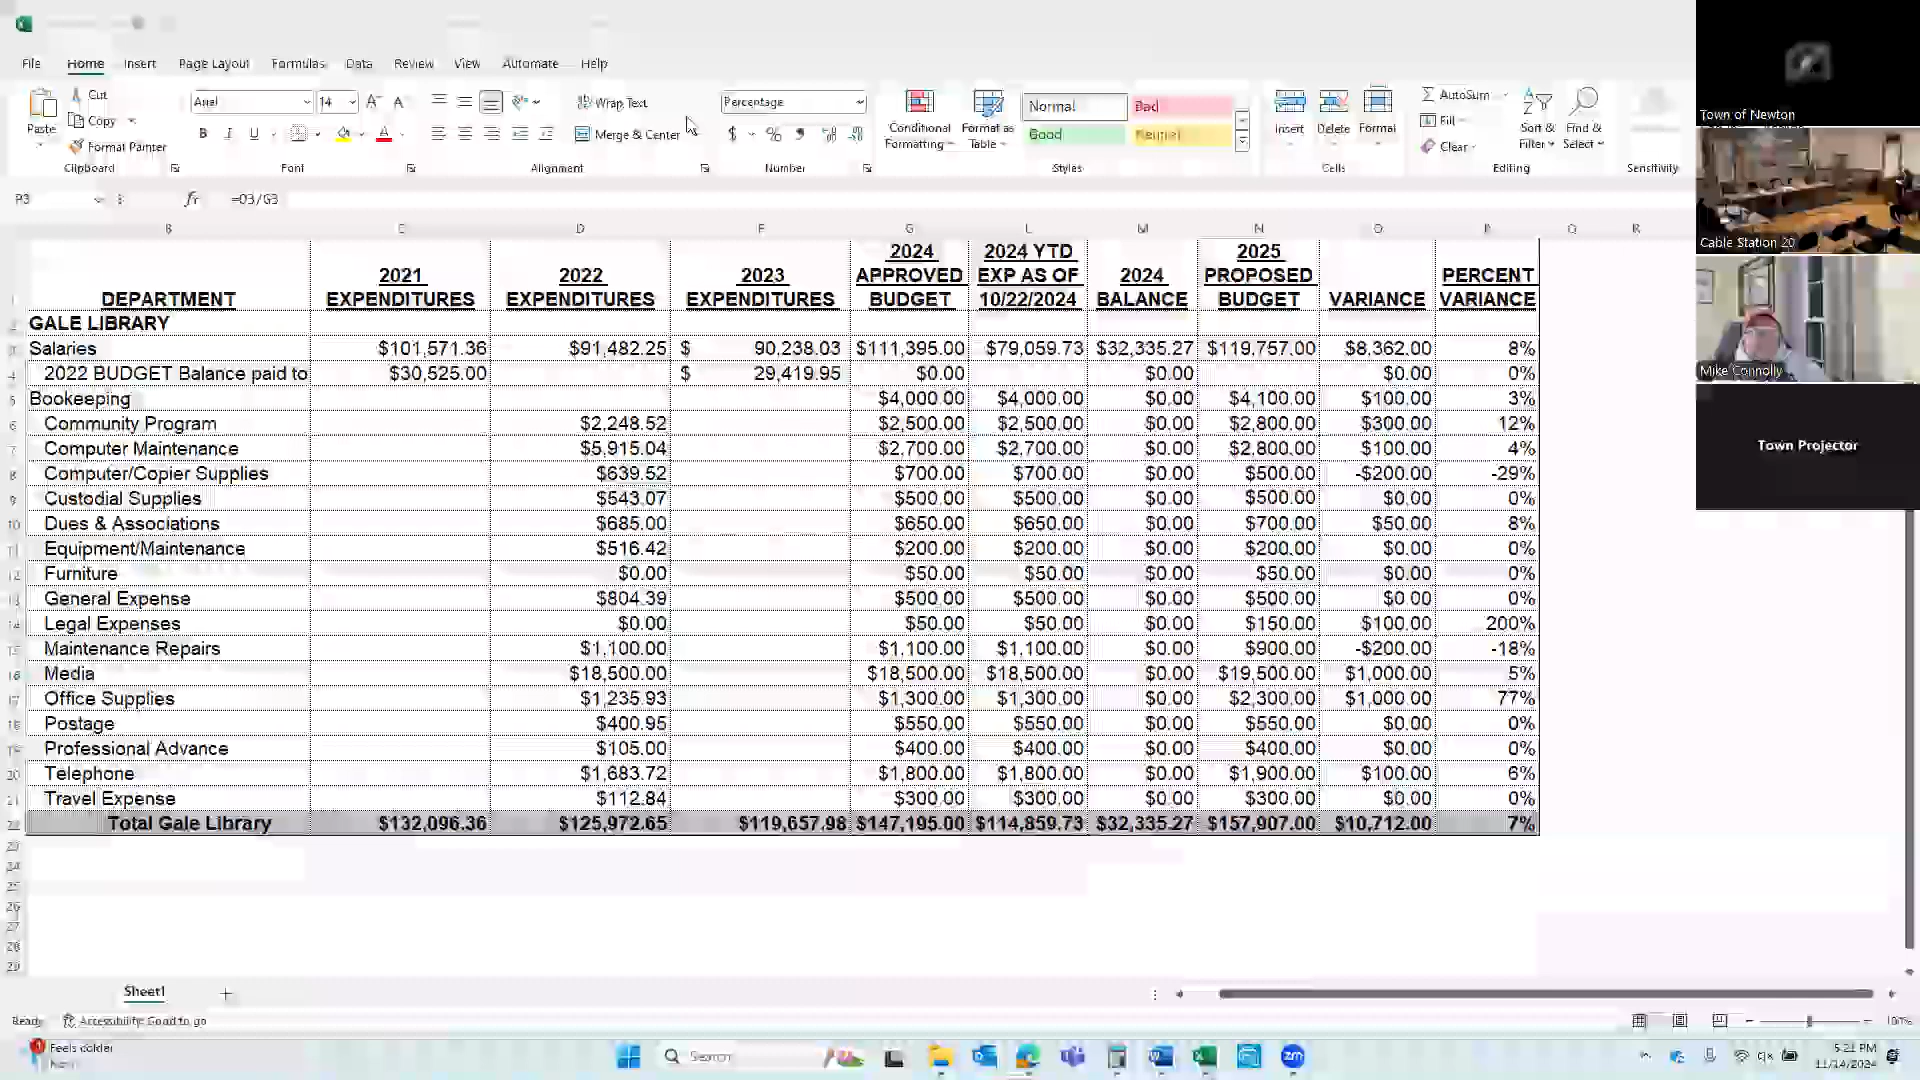 File Home Insert Page Layout Formulas Data Review View Automate Help
Cut
Copy
Paste
Format Painter
Clipboard
Arial 14
B I U
Font
Wrap Text
Merge & Center
Alignment
Percentage
$ %
Number
Conditional Formatting
Format as Table
Normal Bad
Good Neutral
Styles
Insert Delete Format
Cells
AutoSum
Fill
Clear
Sort & Filter
Find & Select
Editing
Sensitivity
P3 fx =O3/G3
DEPARTMENT 2021 EXPENDITURES 2022 EXPENDITURES 2023 EXPENDITURES 2024 APPROVED BUDGET 2024 YTD EXP AS OF 10/22/2024 2024 BALANCE 2025 PROPOSED BUDGET VARIANCE PERCENT VARIANCE
GALE LIBRARY
Salaries $101,571.36 $91,482.25 $ 90,238.03 $111,395.00 $79,059.73 $32,335.27 $119,757.00 $8,362.00 8%
2022 BUDGET Balance paid to $30,525.00 $ 29,419.95 $0.00 $0.00 $0.00 0%
Bookeeping $4,000.00 $4,000.00 $0.00 $4,100.00 $100.00 3%
Community Program $2,248.52 $2,500.00 $2,500.00 $0.00 $2,800.00 $300.00 12%
Computer Maintenance $5,915.04 $2,700.00 $2,700.00 $0.00 $2,800.00 $100.00 4%
Computer/Copier Supplies $639.52 $700.00 $700.00 $0.00 $500.00 -$200.00 -29%
Custodial Supplies $543.07 $500.00 $500.00 $0.00 $500.00 $0.00 0%
Dues & Associations $685.00 $650.00 $650.00 $0.00 $700.00 $50.00 8%
Equipment/Maintenance $516.42 $200.00 $200.00 $0.00 $200.00 $0.00 0%
Furniture $0.00 $50.00 $50.00 $0.00 $50.00 $0.00 0%
General Expense $804.39 $500.00 $500.00 $0.00 $500.00 $0.00 0%
Legal Expenses $0.00 $50.00 $50.00 $0.00 $150.00 $100.00 200%
Maintenance Repairs $1,100.00 $1,100.00 $1,100.00 $0.00 $900.00 -$200.00 -18%
Media $18,500.00 $18,500.00 $18,500.00 $0.00 $19,500.00 $1,000.00 5%
Office Supplies $1,235.93 $1,300.00 $1,300.00 $0.00 $2,300.00 $1,000.00 77%
Postage $400.95 $550.00 $550.00 $0.00 $550.00 $0.00 0%
Professional Advance $105.00 $400.00 $400.00 $0.00 $400.00 $0.00 0%
Telephone $1,683.72 $1,800.00 $1,800.00 $0.00 $1,900.00 $100.00 6%
Travel Expense $112.84 $300.00 $300.00 $0.00 $300.00 $0.00 0%
Total Gale Library $132,096.36 $125,972.65 $119,657.98 $147,195.00 $114,859.73 $32,335.27 $157,907.00 $10,712.00 7%
Sheet1
Ready Accessibility: Good to go
Feels colder
Search
zm
5:21 PM
11/14/2024
Town of Newton
Cable Station 20
Mike Connolly
Town Projector